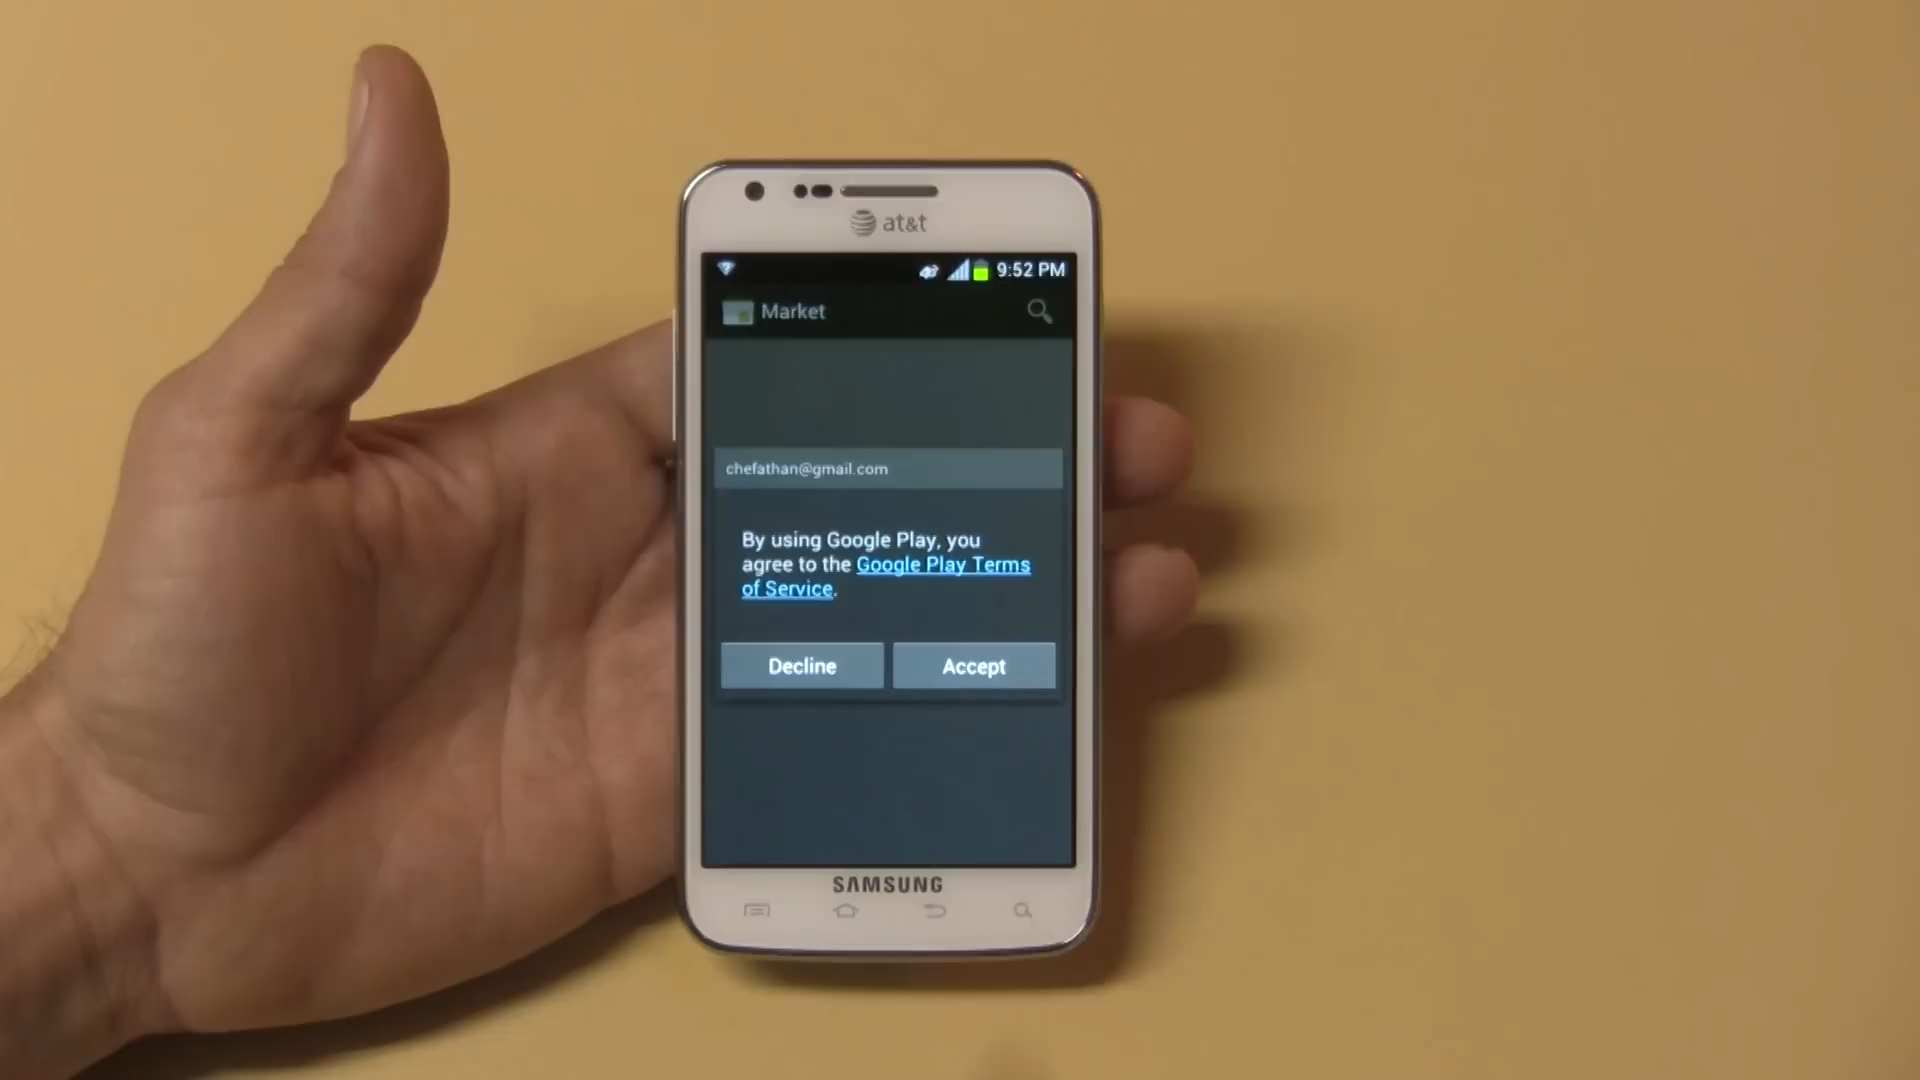 at&t
9:52 PM
Market
chefathan@gmail.com
By using Google Play, you
agree to the Google Play Terms
of Service.
Decline
Accept
SAMSUNG